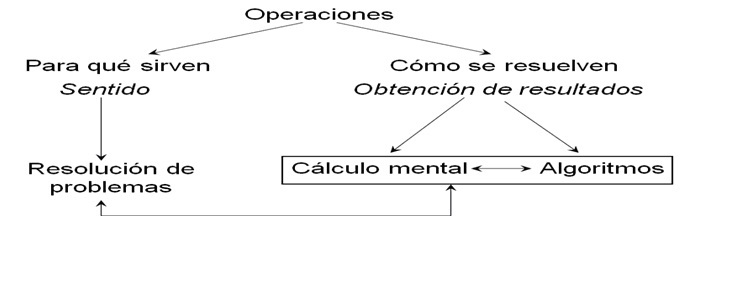 Operaciones
Para qué sirven
Sentido
Cómo se resuelven
Obtención de resultados
Resolución de
problemas
Cálculo mental
Algoritmos